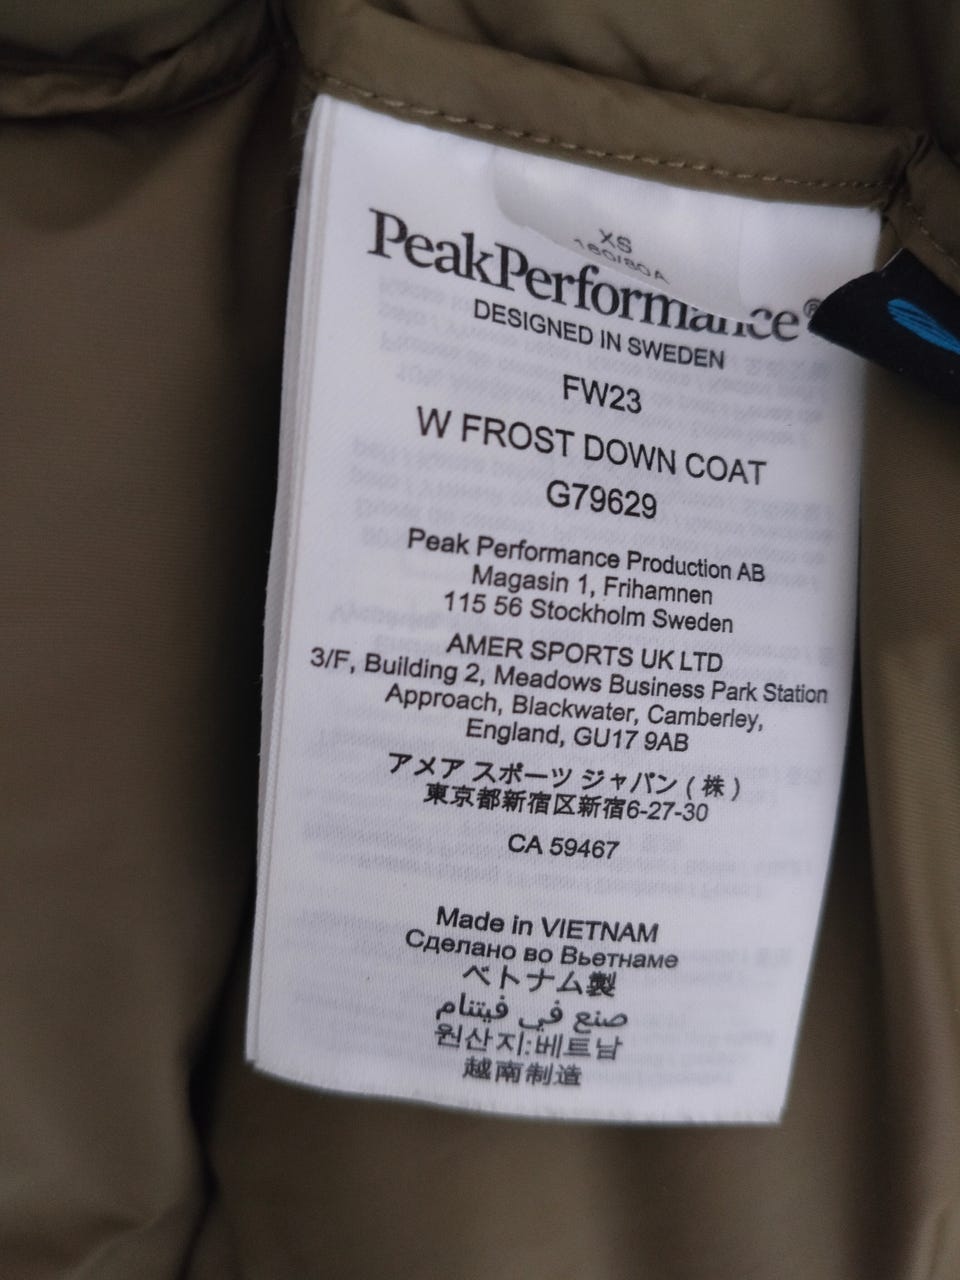 XS
160/80A
PeakPerformance®
DESIGNED IN SWEDEN
FW23
W FROST DOWN COAT
G79629
Peak Performance Production AB
Magasin 1, Frihamnen
115 56 Stockholm Sweden
AMER SPORTS UK LTD
3/F, Building 2, Meadows Business Park Station
Approach, Blackwater, Camberley,
England, GU17 9AB
アメア スポーツ ジャパン (株)
東京都新宿区新宿6-27-30
CA 59467
Made in VIETNAM
Сделано во Вьетнаме
ベトナム製
صنع في فيتنام
원산지:베트남
越南制造